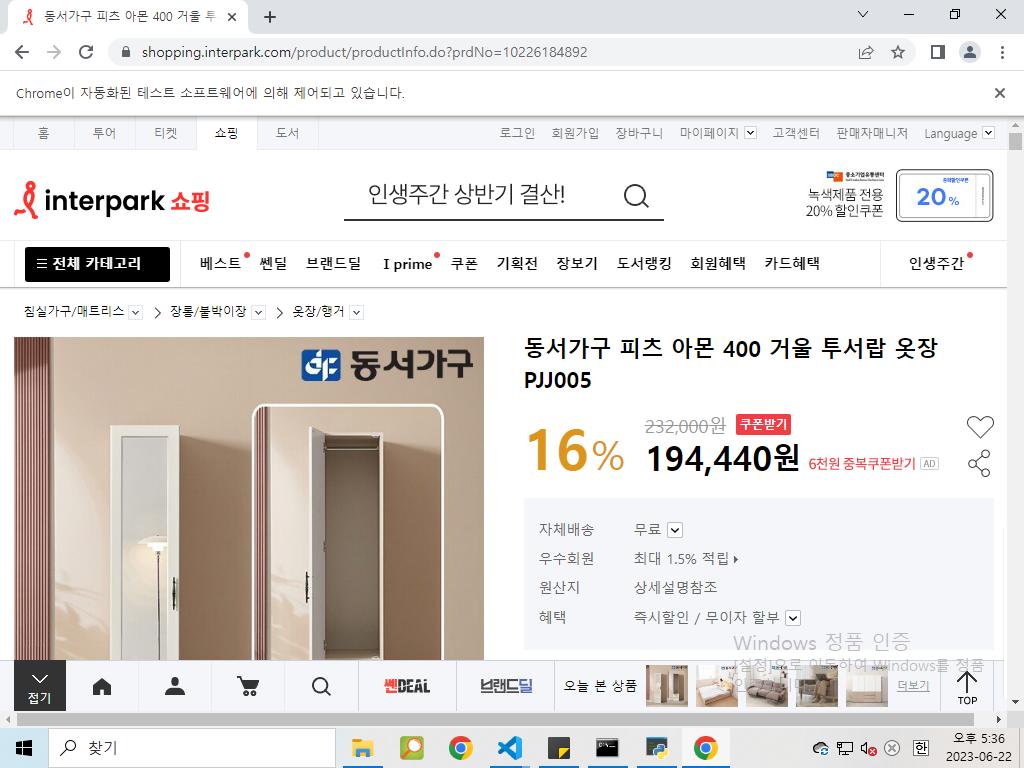 동서가구 피츠 아몬 400 거울 투
shopping.interpark.com/product/productInfo.do?prdNo=10226184892
Chrome이 자동화된 테스트 소프트웨어에 의해 제어되고 있습니다.
홈 투어 티켓 쇼핑 도서 로그인 회원가입 장바구니 마이페이지 고객센터 판매자매니저 Language
interpark 쇼핑
인생주간 상반기 결산!
중소기업유통센터
녹색제품 전용
20% 할인쿠폰
중복할인쿠폰
20%
전체 카테고리 베스트 쎈딜 브랜드딜 I prime 쿠폰 기획전 장보기 도서랭킹 회원혜택 카드혜택 인생주간
침실가구/매트리스 장롱/붙박이장 옷장/행거
동서가구
동서가구 피츠 아몬 400 거울 투서랍 옷장
PJJ005
16% 232,000원 쿠폰받기
194,440원 6천원 중복쿠폰받기 AD
자체배송 무료
우수회원 최대 1.5% 적립
원산지 상세설명참조
혜택 즉시할인 / 무이자 할부
Windows 정품 인증
[설정]으로 이동하여 Windows를 정품
접기 쎈DEAL 브랜드딜 오늘 본 상품 더보기 TOP
찾기
한
오후 5:36
2023-06-22